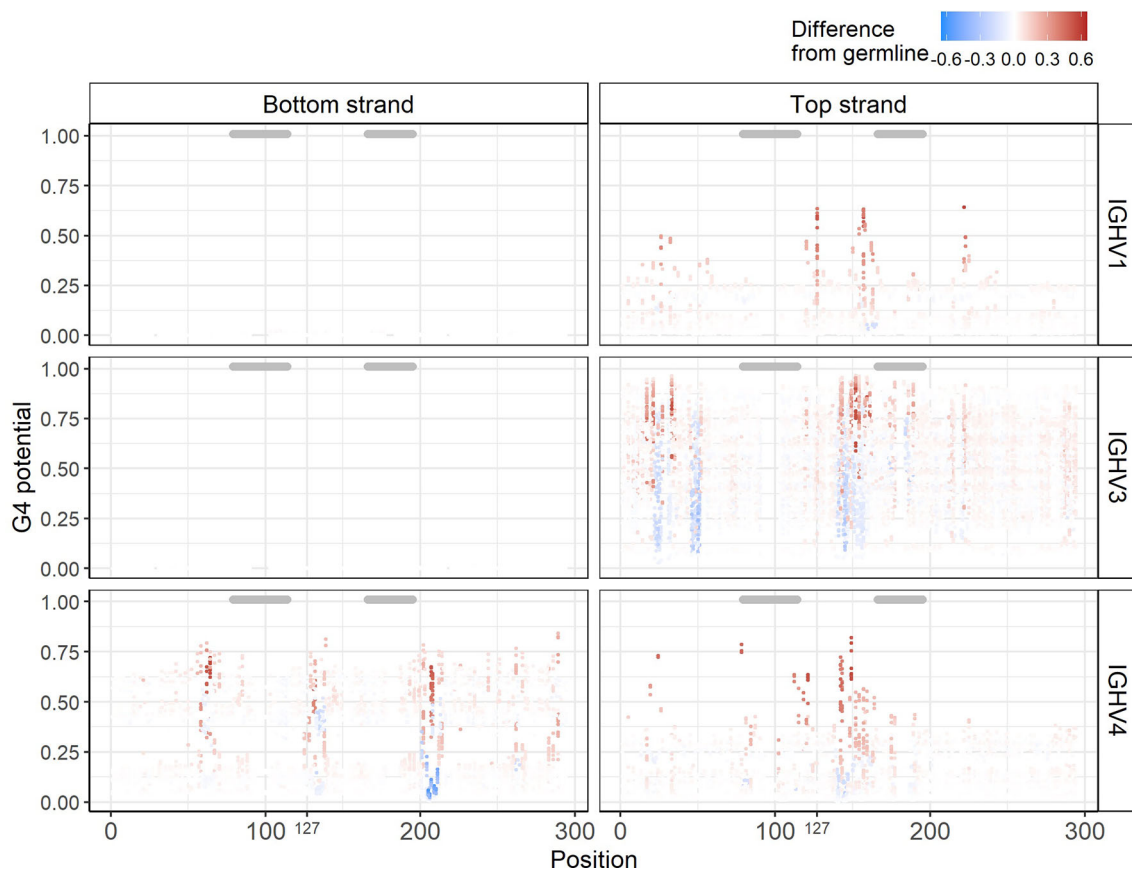 Difference
from germline
-0.6 -0.3 0.0 0.3 0.6
Bottom strand
Top strand
1.00
0.75
0.50
0.25
0.00
IGHV1
1.00
0.75
0.50
0.25
0.00
IGHV3
1.00
0.75
0.50
0.25
0.00
IGHV4
G4 potential
0 100 127 200 300
0 100 127 200 300
Position